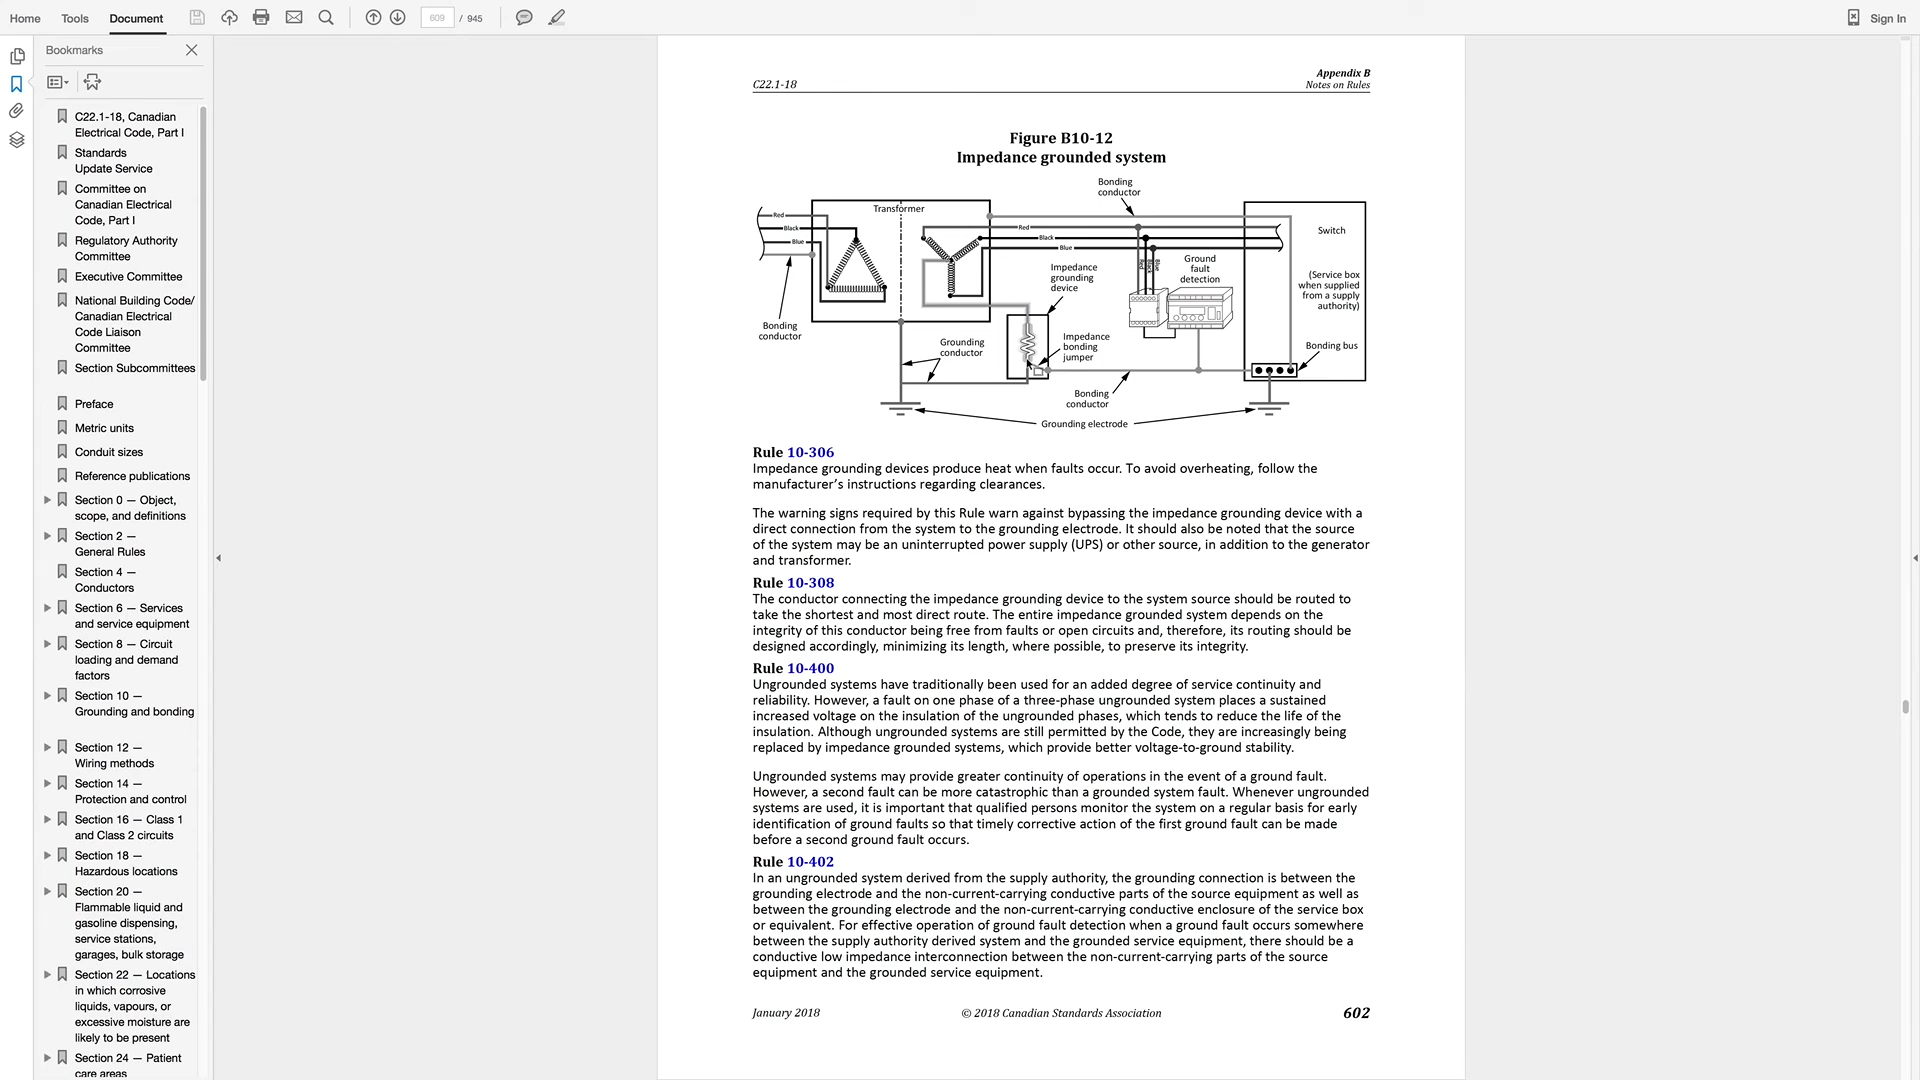 Home
Tools
Document
609
/ 945
Sign In
Bookmarks
C22.1-18, Canadian
Electrical Code, Part I
Standards
Update Service
Committee on
Canadian Electrical
Code, Part I
Regulatory Authority
Committee
Executive Committee
National Building Code/
Canadian Electrical
Code Liaison
Committee
Section Subcommittees
Preface
Metric units
Conduit sizes
Reference publications
Section 0 — Object,
scope, and definitions
Section 2 —
General Rules
Section 4 —
Conductors
Section 6 — Services
and service equipment
Section 8 — Circuit
loading and demand
factors
Section 10 —
Grounding and bonding
Section 12 —
Wiring methods
Section 14 —
Protection and control
Section 16 — Class 1
and Class 2 circuits
Section 18 —
Hazardous locations
Section 20 —
Flammable liquid and
gasoline dispensing,
service stations,
garages, bulk storage
Section 22 — Locations
in which corrosive
liquids, vapours, or
excessive moisture are
likely to be present
Section 24 — Patient
care areas
C22.1-18
Appendix B
Notes on Rules
Figure B10-12
Impedance grounded system
Bonding
conductor
Transformer
Red
Black
Blue
Red
Black
Blue
Red
Black
Blue
Switch
Ground
fault
detection
(Service box
when supplied
from a supply
authority)
Impedance
grounding
device
Bonding
conductor
Grounding
conductor
Impedance
bonding
jumper
Bonding bus
Bonding
conductor
Grounding electrode
Rule 10-306
Impedance grounding devices produce heat when faults occur. To avoid overheating, follow the
manufacturer’s instructions regarding clearances.
The warning signs required by this Rule warn against bypassing the impedance grounding device with a
direct connection from the system to the grounding electrode. It should also be noted that the source
of the system may be an uninterrupted power supply (UPS) or other source, in addition to the generator
and transformer.
Rule 10-308
The conductor connecting the impedance grounding device to the system source should be routed to
take the shortest and most direct route. The entire impedance grounded system depends on the
integrity of this conductor being free from faults or open circuits and, therefore, its routing should be
designed accordingly, minimizing its length, where possible, to preserve its integrity.
Rule 10-400
Ungrounded systems have traditionally been used for an added degree of service continuity and
reliability. However, a fault on one phase of a three-phase ungrounded system places a sustained
increased voltage on the insulation of the ungrounded phases, which tends to reduce the life of the
insulation. Although ungrounded systems are still permitted by the Code, they are increasingly being
replaced by impedance grounded systems, which provide better voltage-to-ground stability.
Ungrounded systems may provide greater continuity of operations in the event of a ground fault.
However, a second fault can be more catastrophic than a grounded system fault. Whenever ungrounded
systems are used, it is important that qualified persons monitor the system on a regular basis for early
identification of ground faults so that timely corrective action of the first ground fault can be made
before a second ground fault occurs.
Rule 10-402
In an ungrounded system derived from the supply authority, the grounding connection is between the
grounding electrode and the non-current-carrying conductive parts of the source equipment as well as
between the grounding electrode and the non-current-carrying conductive enclosure of the service box
or equivalent. For effective operation of ground fault detection when a ground fault occurs somewhere
between the supply authority derived system and the grounded service equipment, there should be a
conductive low impedance interconnection between the non-current-carrying parts of the source
equipment and the grounded service equipment.
January 2018
© 2018 Canadian Standards Association
602